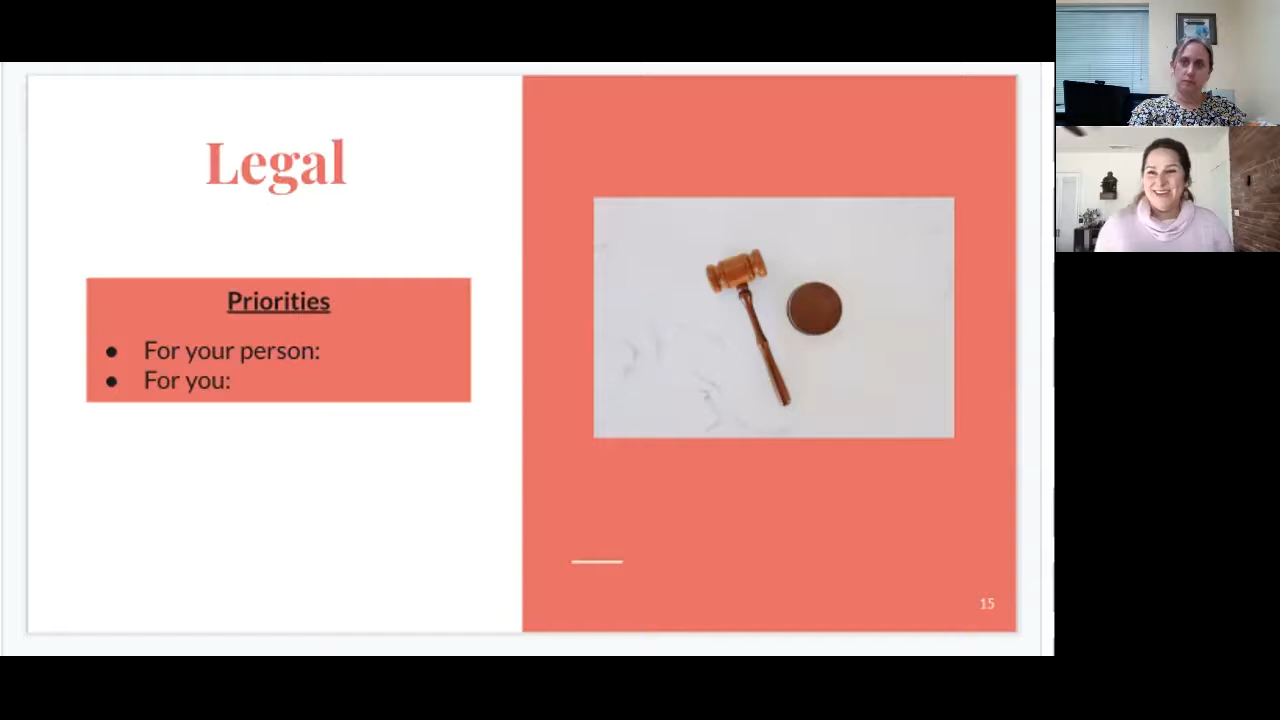 Legal
Priorities
● For your person:
● For you:
15